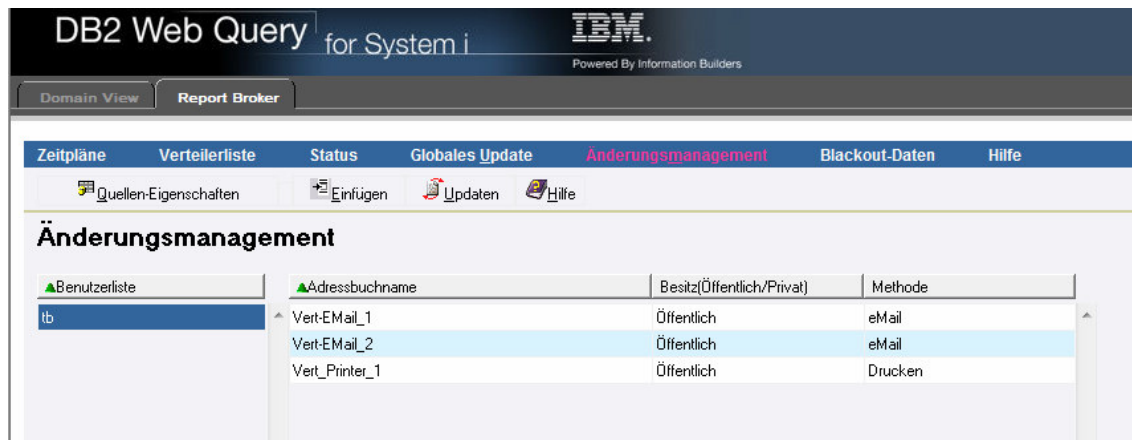 DB2 Web Query for System i
IBM.
Powered By Information Builders
Domain View Report Broker
Zeitpläne Verteilerliste Status Globales Update Änderungsmanagement Blackout-Daten Hilfe
Quellen-Eigenschaften Einfügen Updaten Hilfe
Änderungsmanagement
Benutzerliste Adressbuchname Besitz(Öffentlich/Privat) Methode
tb Vert-EMail_1 Öffentlich eMail
Vert-EMail_2 Öffentlich eMail
Vert_Printer_1 Öffentlich Drucken